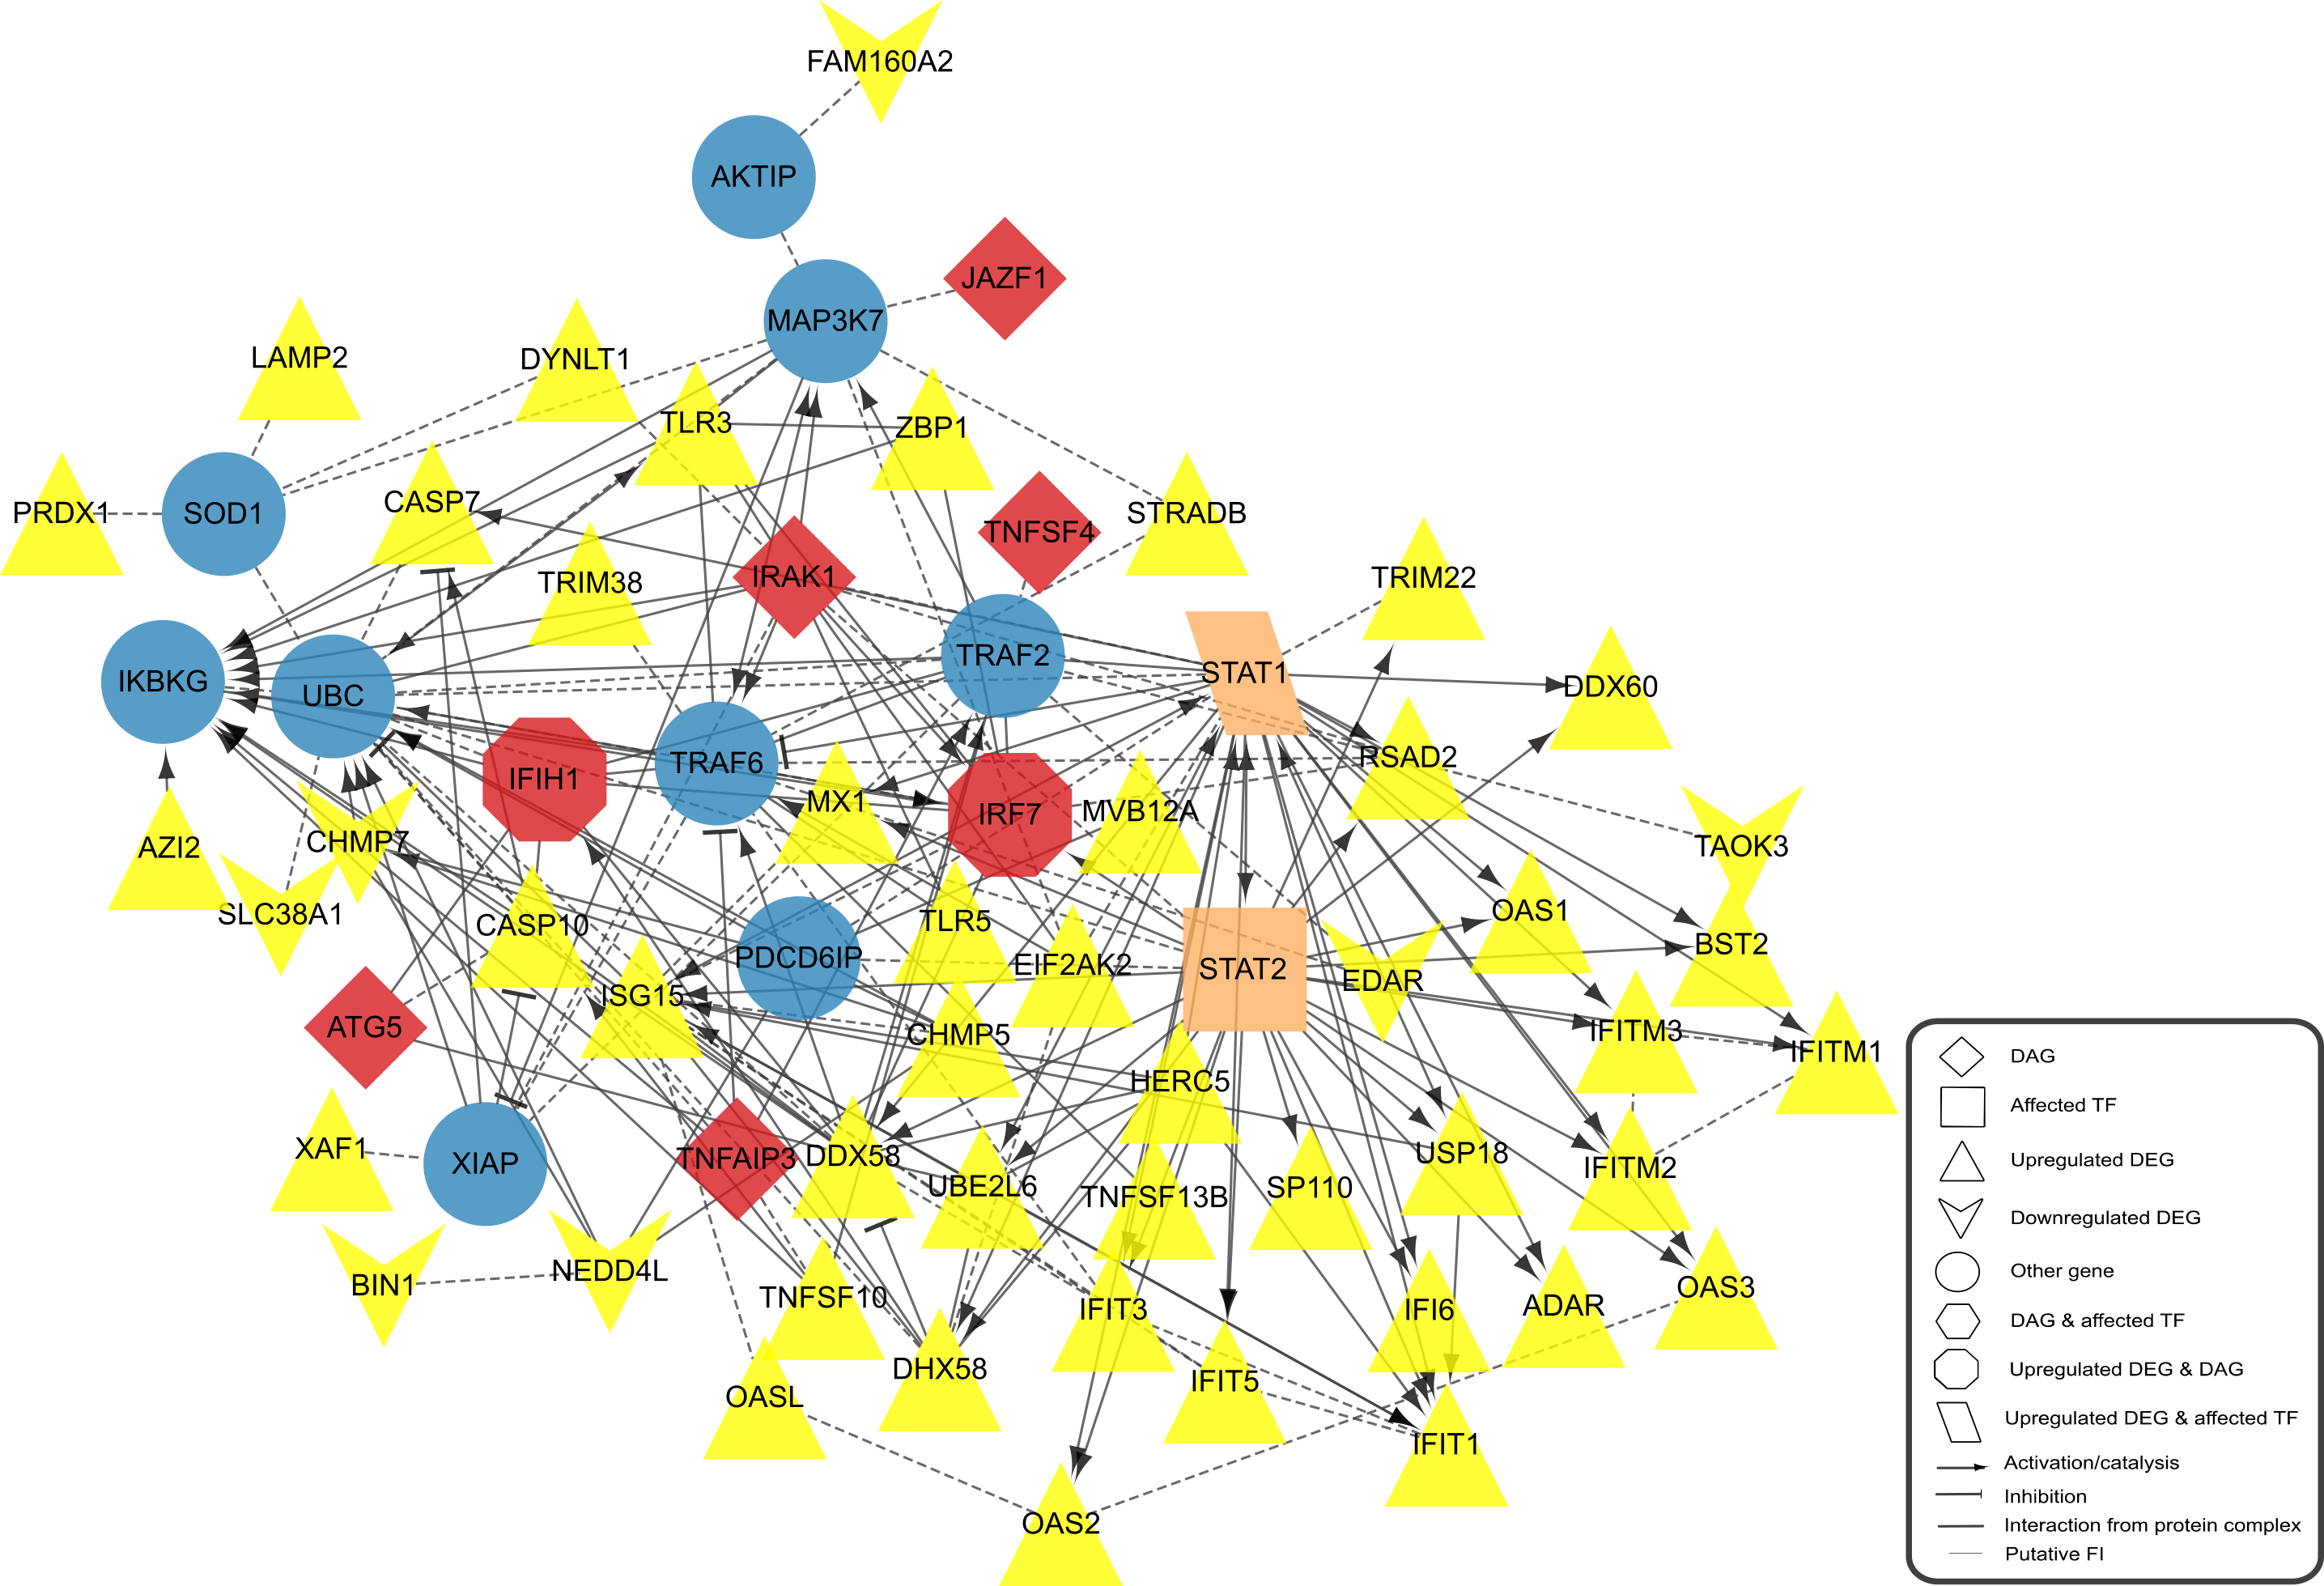 FAM160A2
AKTIP
JAZF1
MAP3K7
LAMP2
DYNLT1
TLR3
ZBP1
PRDX1
SOD1
CASP7
TNFSF4
STRADB
TRIM38
IRAK1
TRIM22
TRAF2
STAT1
IKBKG
UBC
DDX60
TRAF6
RSAD2
IFIH1
MX1
IRF7
MVB12A
AZI2
CHMP7
TAOK3
SLC38A1
CASP10
TLR5
OAS1
BST2
PDCD6IP
EIF2AK2
STAT2
EDAR
ISG15
ATG5
CHMP5
IFITM3
IFITM1
HERC5
XAF1
XIAP
TNFAIP3
DDX58
UBE2L6
TNFSF13B
SP110
USP18
IFITM2
BIN1
NEDD4L
TNFSF10
IFIT3
IFI6
ADAR
OAS3
OASL
DHX58
IFIT5
IFIT1
OAS2
DAG
Affected TF
Upregulated DEG
Downregulated DEG
Other gene
DAG & affected TF
Upregulated DEG & DAG
Upregulated DEG & affected TF
Activation/catalysis
Inhibition
Interaction from protein complex
Putative FI